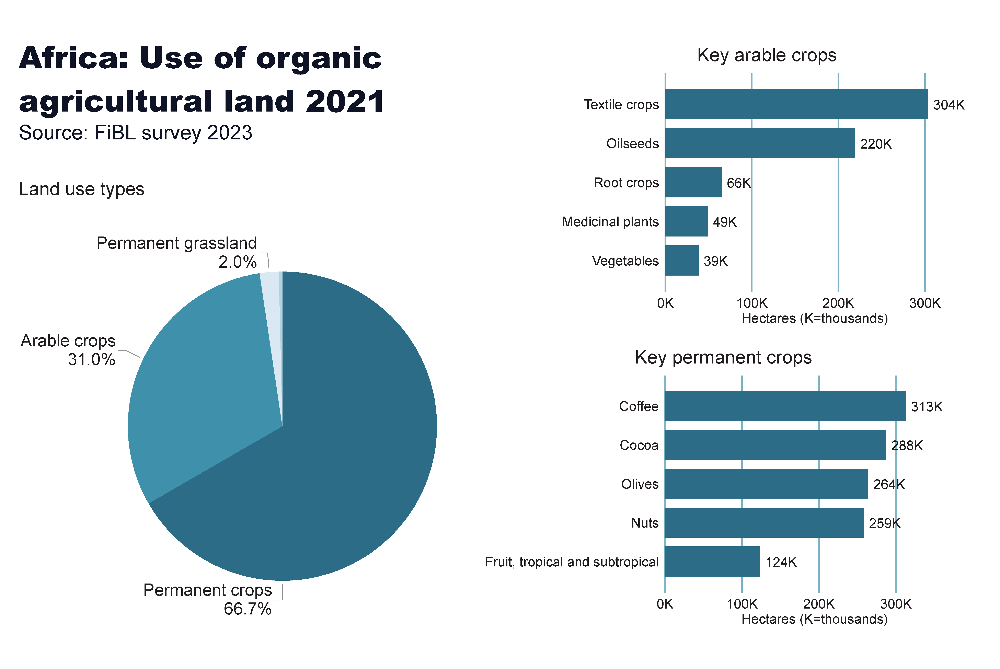 Africa: Use of organic
agricultural land 2021
Source: FiBL survey 2023
Land use types
Permanent grassland
2.0%
Arable crops
31.0%
Permanent crops
66.7%
Key arable crops
Textile crops 304K
Oilseeds 220K
Root crops 66K
Medicinal plants 49K
Vegetables 39K
0K 100K 200K 300K
Hectares (K=thousands)
Key permanent crops
Coffee 313K
Cocoa 288K
Olives 264K
Nuts 259K
Fruit, tropical and subtropical 124K
0K 100K 200K 300K
Hectares (K=thousands)